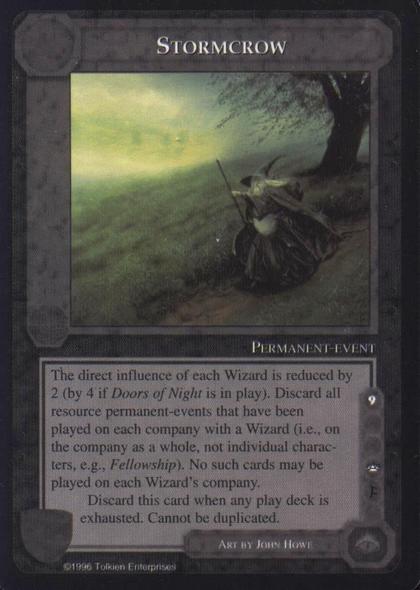 STORMCROW
PERMANENT-EVENT
The direct influence of each Wizard is reduced by
2 (by 4 if Doors of Night is in play). Discard all
resource permanent-events that have been
played on each company with a Wizard (i.e., on
the company as a whole, not individual charac-
ters, e.g., Fellowship). No such cards may be
played on each Wizard's company.
Discard this card when any play deck is
exhausted. Cannot be duplicated.
9
ART BY JOHN HOWE
©1996 Tolkien Enterprises